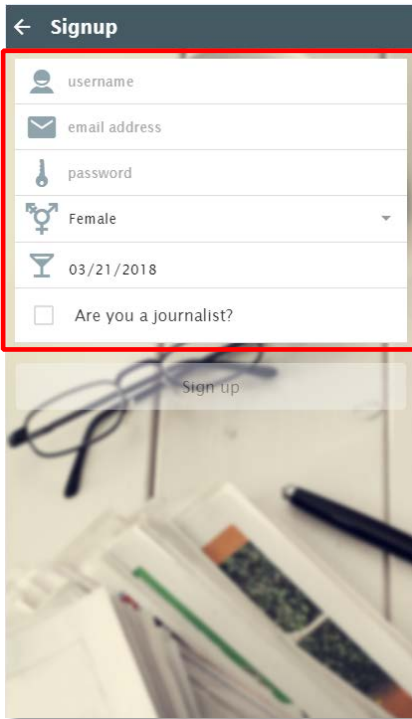 Signup
username
email address
password
Female
03/21/2018
Are you a journalist?
Sign up